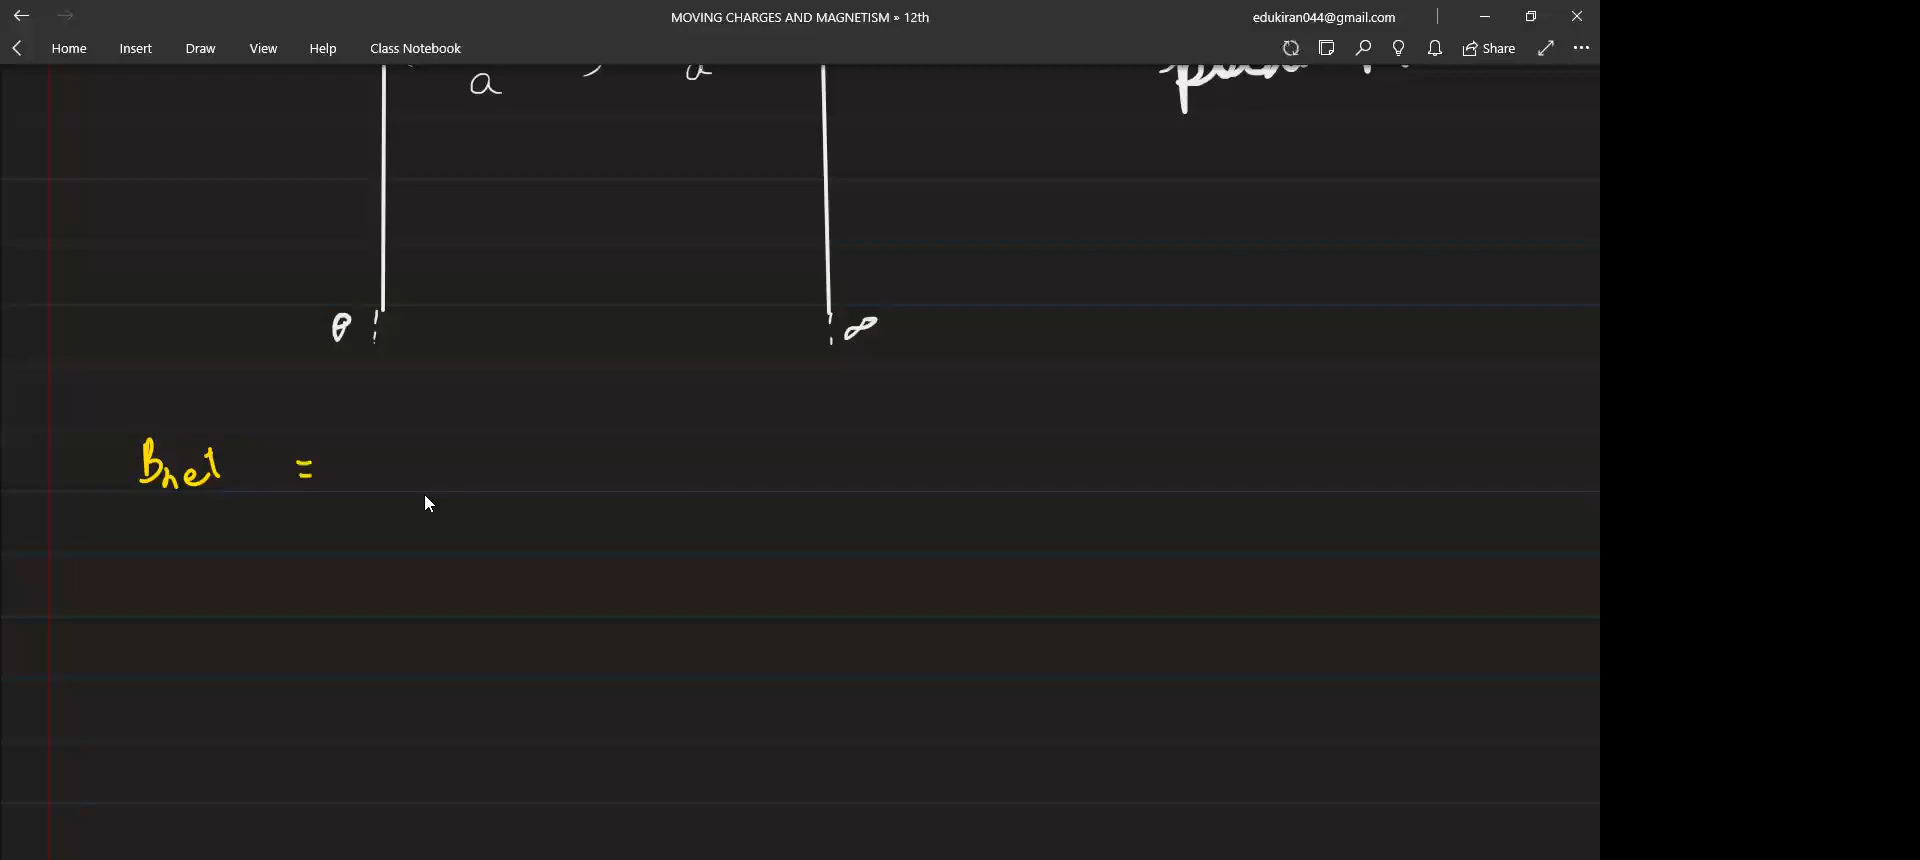 MOVING CHARGES AND MAGNETISM » 12th
edukiran044@gmail.com
Home Insert Draw View Help Class Notebook
Share
a a
∞ ∞
Bnet =